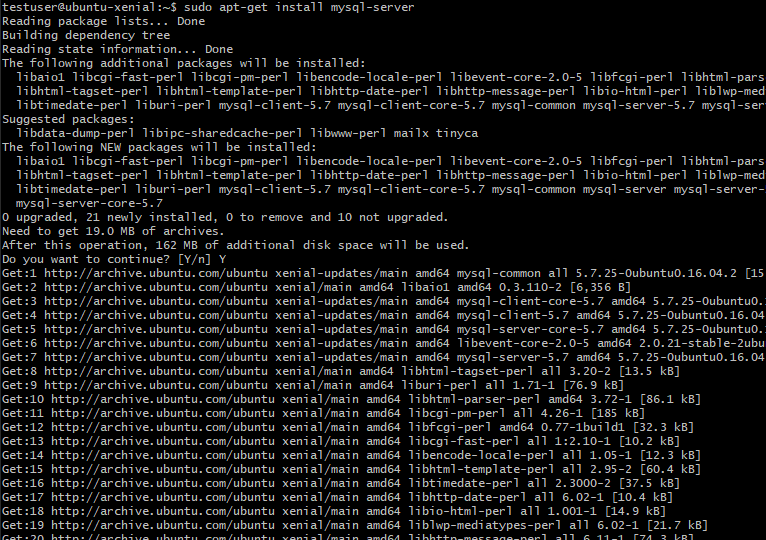 testuser@ubuntu-xenial:~$ sudo apt-get install mysql-server
Reading package lists... Done
Building dependency tree
Reading state information... Done
The following additional packages will be installed:
  libaio1 libcgi-fast-perl libcgi-pm-perl libencode-locale-perl libevent-core-2.0-5 libfcgi-perl libhtml-pars
  libhtml-tagset-perl libhtml-template-perl libhttp-date-perl libhttp-message-perl libio-html-perl liblwp-med
  libtimedate-perl liburi-perl mysql-client-5.7 mysql-client-core-5.7 mysql-common mysql-server-5.7 mysql-ser
Suggested packages:
  libdata-dump-perl libipc-sharedcache-perl libwww-perl mailx tinyca
The following NEW packages will be installed:
  libaio1 libcgi-fast-perl libcgi-pm-perl libencode-locale-perl libevent-core-2.0-5 libfcgi-perl libhtml-pars
  libhtml-tagset-perl libhtml-template-perl libhttp-date-perl libhttp-message-perl libio-html-perl liblwp-med
  libtimedate-perl liburi-perl mysql-client-5.7 mysql-client-core-5.7 mysql-common mysql-server mysql-server-
  mysql-server-core-5.7
0 upgraded, 21 newly installed, 0 to remove and 10 not upgraded.
Need to get 19.0 MB of archives.
After this operation, 162 MB of additional disk space will be used.
Do you want to continue? [Y/n] Y
Get:1 http://archive.ubuntu.com/ubuntu xenial-updates/main amd64 mysql-common all 5.7.25-0ubuntu0.16.04.2 [15
Get:2 http://archive.ubuntu.com/ubuntu xenial/main amd64 libaio1 amd64 0.3.110-2 [6,356 B]
Get:3 http://archive.ubuntu.com/ubuntu xenial-updates/main amd64 mysql-client-core-5.7 amd64 5.7.25-0ubuntu0.
Get:4 http://archive.ubuntu.com/ubuntu xenial-updates/main amd64 mysql-client-5.7 amd64 5.7.25-0ubuntu0.16.04
Get:5 http://archive.ubuntu.com/ubuntu xenial-updates/main amd64 mysql-server-core-5.7 amd64 5.7.25-0ubuntu0.
Get:6 http://archive.ubuntu.com/ubuntu xenial-updates/main amd64 libevent-core-2.0-5 amd64 2.0.21-stable-2ubu
Get:7 http://archive.ubuntu.com/ubuntu xenial-updates/main amd64 mysql-server-5.7 amd64 5.7.25-0ubuntu0.16.04
Get:8 http://archive.ubuntu.com/ubuntu xenial/main amd64 libhtml-tagset-perl all 3.20-2 [13.5 kB]
Get:9 http://archive.ubuntu.com/ubuntu xenial/main amd64 liburi-perl all 1.71-1 [76.9 kB]
Get:10 http://archive.ubuntu.com/ubuntu xenial/main amd64 libhtml-parser-perl amd64 3.72-1 [86.1 kB]
Get:11 http://archive.ubuntu.com/ubuntu xenial/main amd64 libcgi-pm-perl all 4.26-1 [185 kB]
Get:12 http://archive.ubuntu.com/ubuntu xenial/main amd64 libfcgi-perl amd64 0.77-1build1 [32.3 kB]
Get:13 http://archive.ubuntu.com/ubuntu xenial/main amd64 libcgi-fast-perl all 1:2.10-1 [10.2 kB]
Get:14 http://archive.ubuntu.com/ubuntu xenial/main amd64 libencode-locale-perl all 1.05-1 [12.3 kB]
Get:15 http://archive.ubuntu.com/ubuntu xenial/main amd64 libhtml-template-perl all 2.95-2 [60.4 kB]
Get:16 http://archive.ubuntu.com/ubuntu xenial/main amd64 libtimedate-perl all 2.3000-2 [37.5 kB]
Get:17 http://archive.ubuntu.com/ubuntu xenial/main amd64 libhttp-date-perl all 6.02-1 [10.4 kB]
Get:18 http://archive.ubuntu.com/ubuntu xenial/main amd64 libio-html-perl all 1.001-1 [14.9 kB]
Get:19 http://archive.ubuntu.com/ubuntu xenial/main amd64 liblwp-mediatypes-perl all 6.02-1 [21.7 kB]
Get:20 http://archive.ubuntu.com/ubuntu xenial/main amd64 libhttp-message-perl all 6.11-1 [74.3 kB]